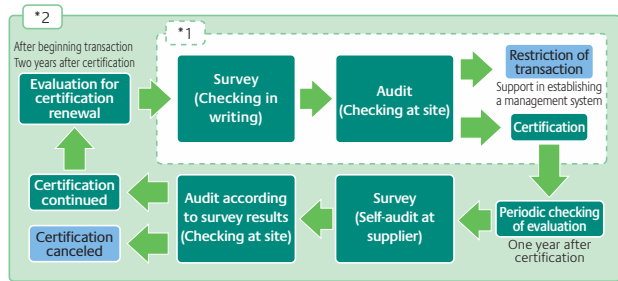 *2
*1
After beginning transaction
Two years after certification
Evaluation for
certification
renewal
Survey
(Checking in
writing)
Audit
(Checking at site)
Restriction of
transaction
Support in establishing
a management system
Certification
Certification
continued
Certification
canceled
Audit according
to survey results
(Checking at site)
Survey
(Self-audit at
supplier)
Periodic checking
of evaluation
One year after
certification